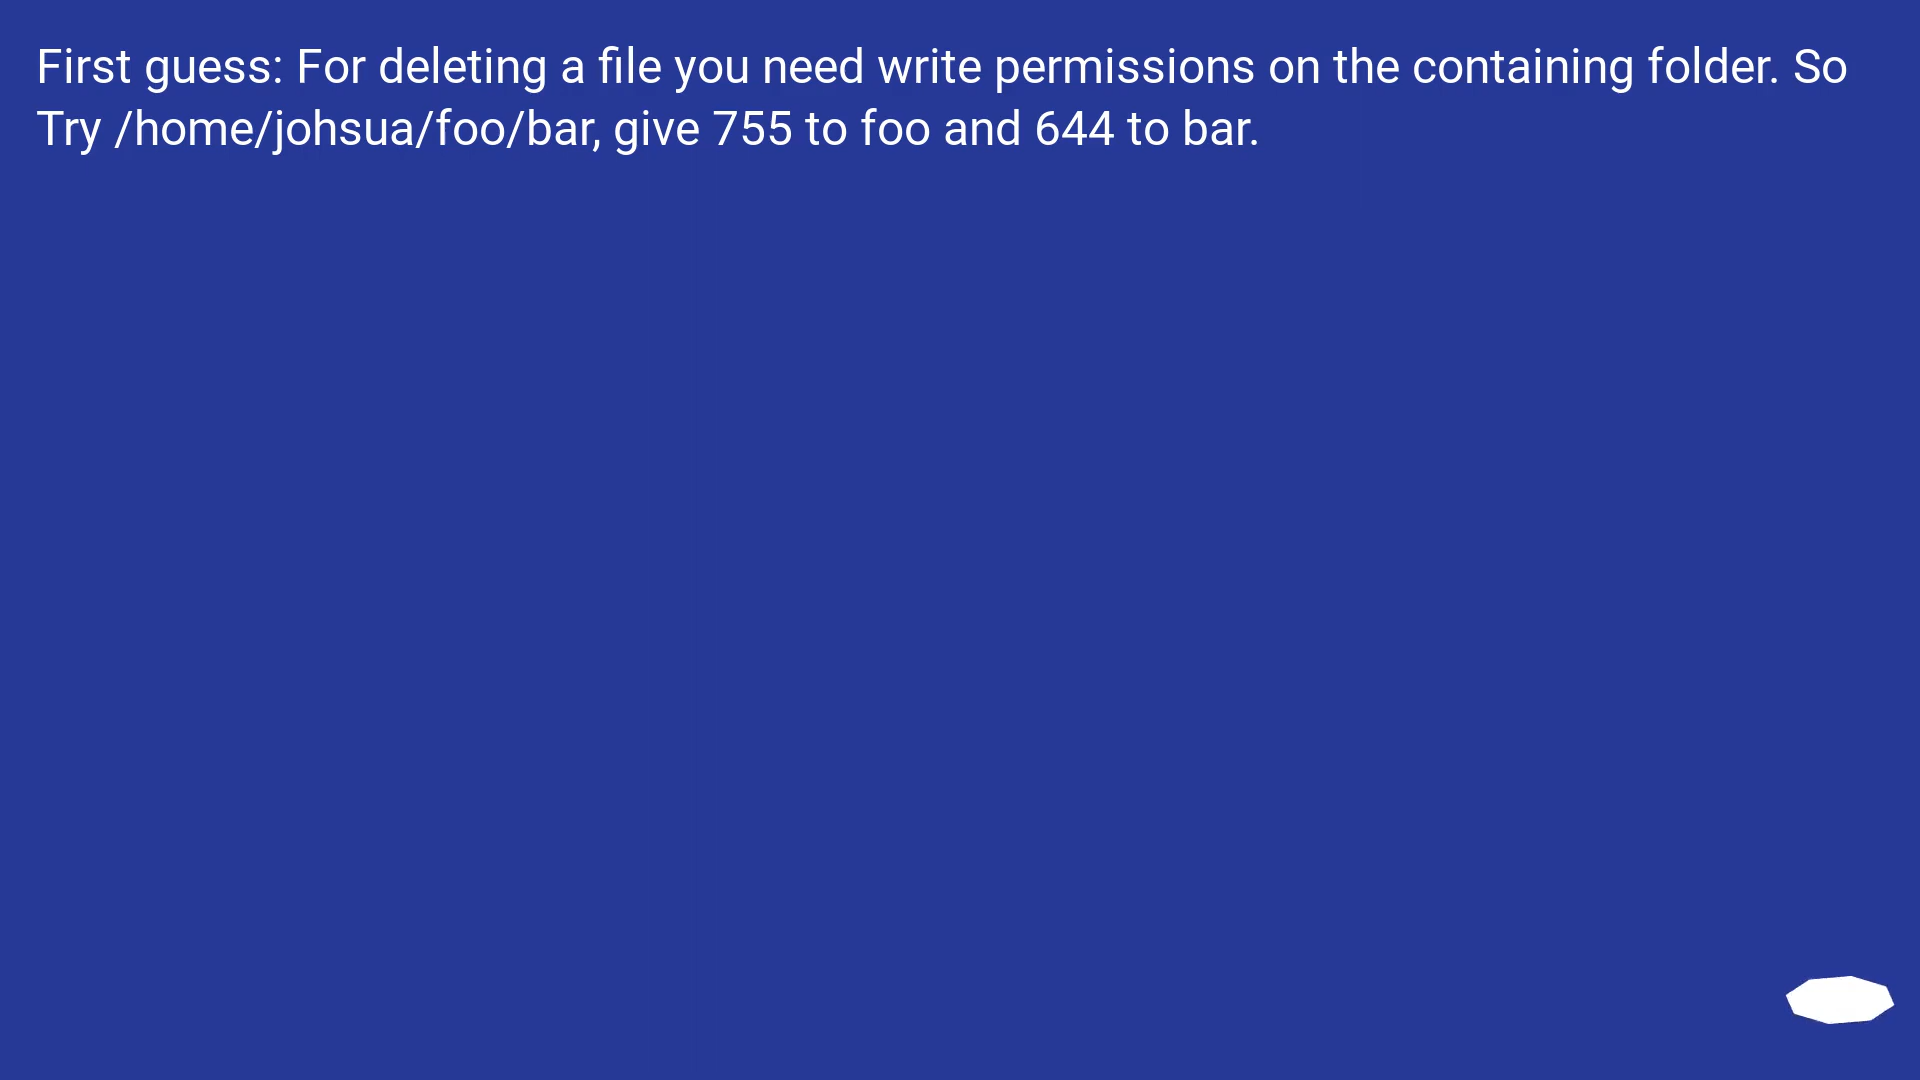 First guess: For deleting a file you need write permissions on the containing folder. So
Try /home/johsua/foo/bar, give 755 to foo and 644 to bar.